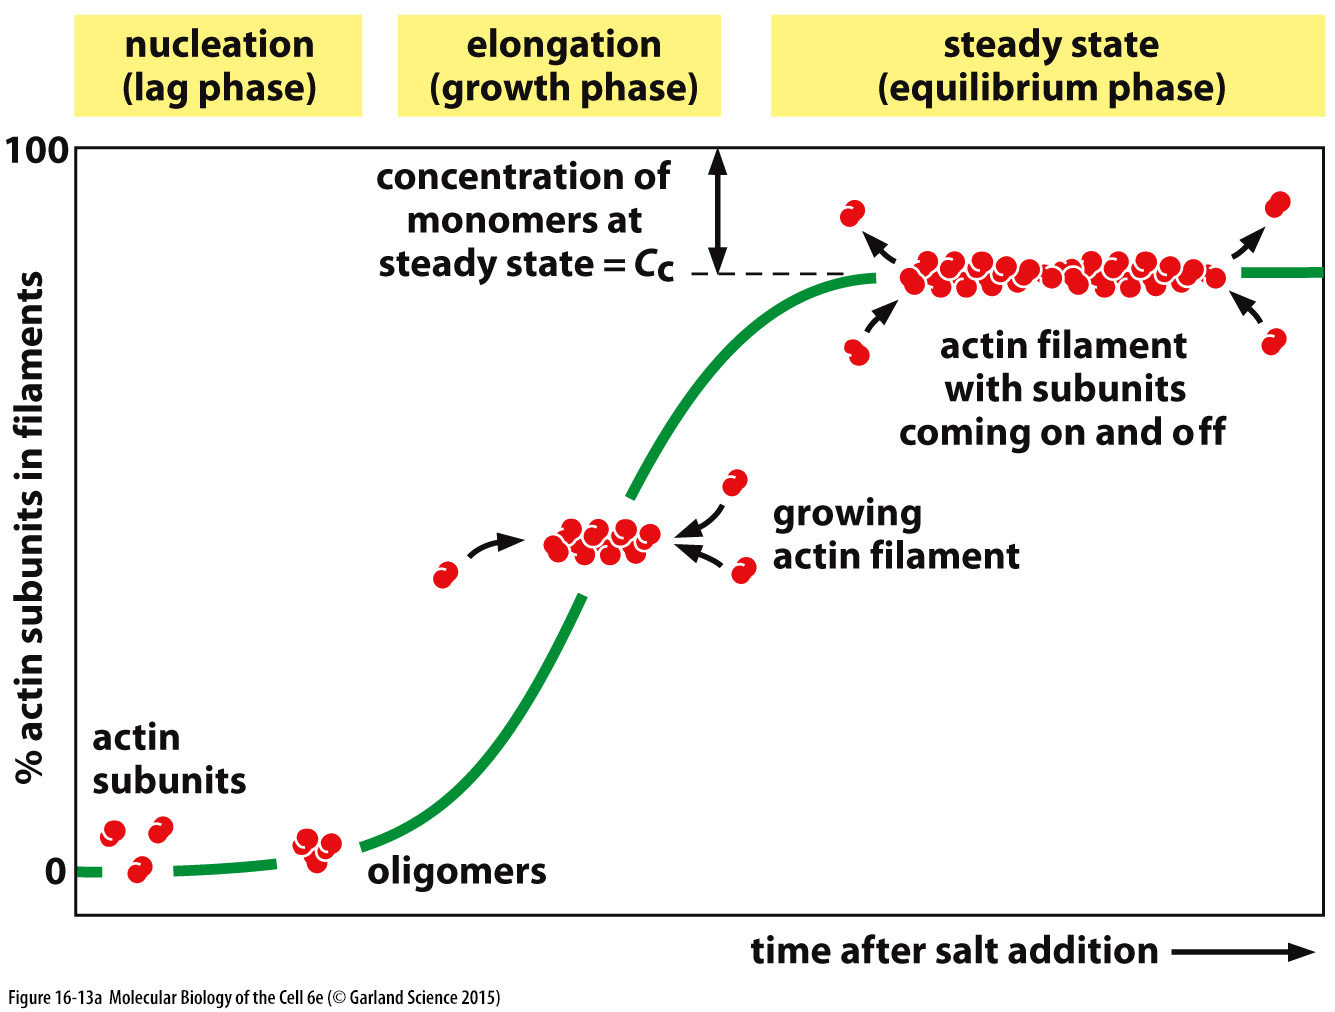 nucleation
(lag phase)
elongation
(growth phase)
steady state
(equilibrium phase)
100
concentration of
monomers at
steady state = Cc
actin filament
with subunits
coming on and off
growing
actin filament
% actin subunits in filaments
actin
subunits
oligomers
0
time after salt addition
Figure 16-13a Molecular Biology of the Cell 6e (© Garland Science 2015)